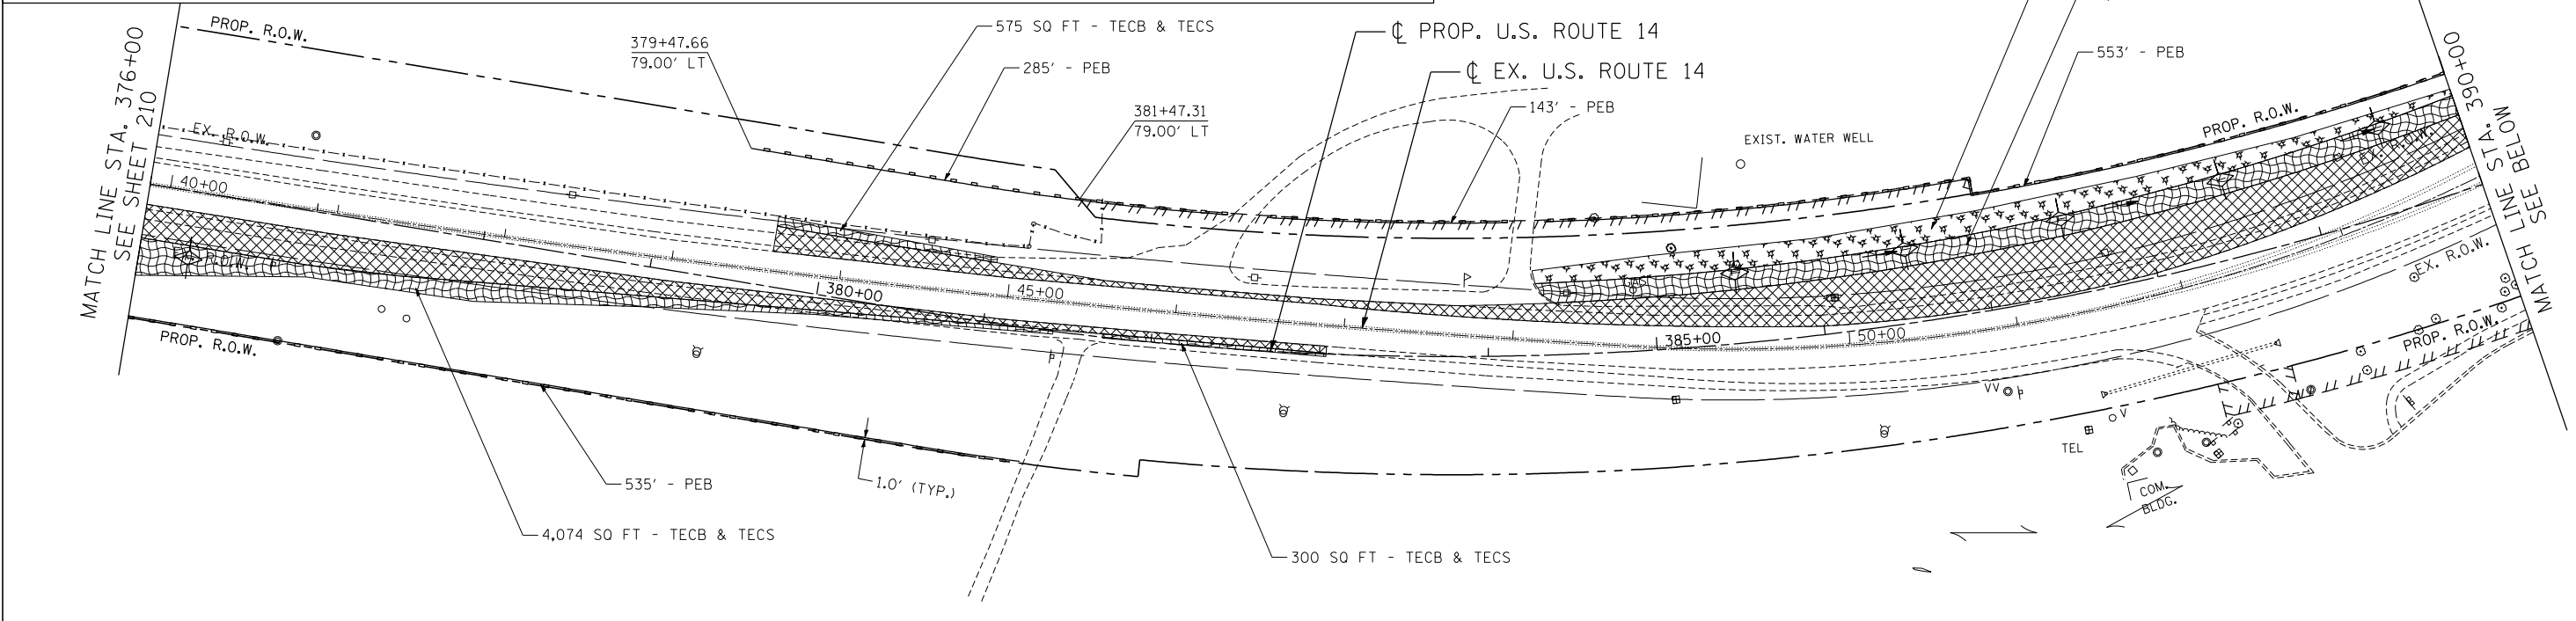 MATCH LINE STA. 376+00
SEE SHEET 210
PROP. R.O.W.
EX. R.O.W.
40+00
379+47.66
79.00' LT
575 SQ FT - TECB & TECS
285' - PEB
381+47.31
79.00' LT
℄ PROP. U.S. ROUTE 14
℄ EX. U.S. ROUTE 14
143' - PEB
EXIST. WATER WELL
553' - PEB
PROP. R.O.W.
MATCH LINE STA. 390+00
SEE BELOW
R.O.W.
380+00
45+00
GAS
385+00
50+00
EX. R.O.W.
PROP. R.O.W.
PROP. R.O.W.
535' - PEB
1.0' (TYP.)
4,074 SQ FT - TECB & TECS
300 SQ FT - TECB & TECS
VV
V
TEL
COM.
BLDG.